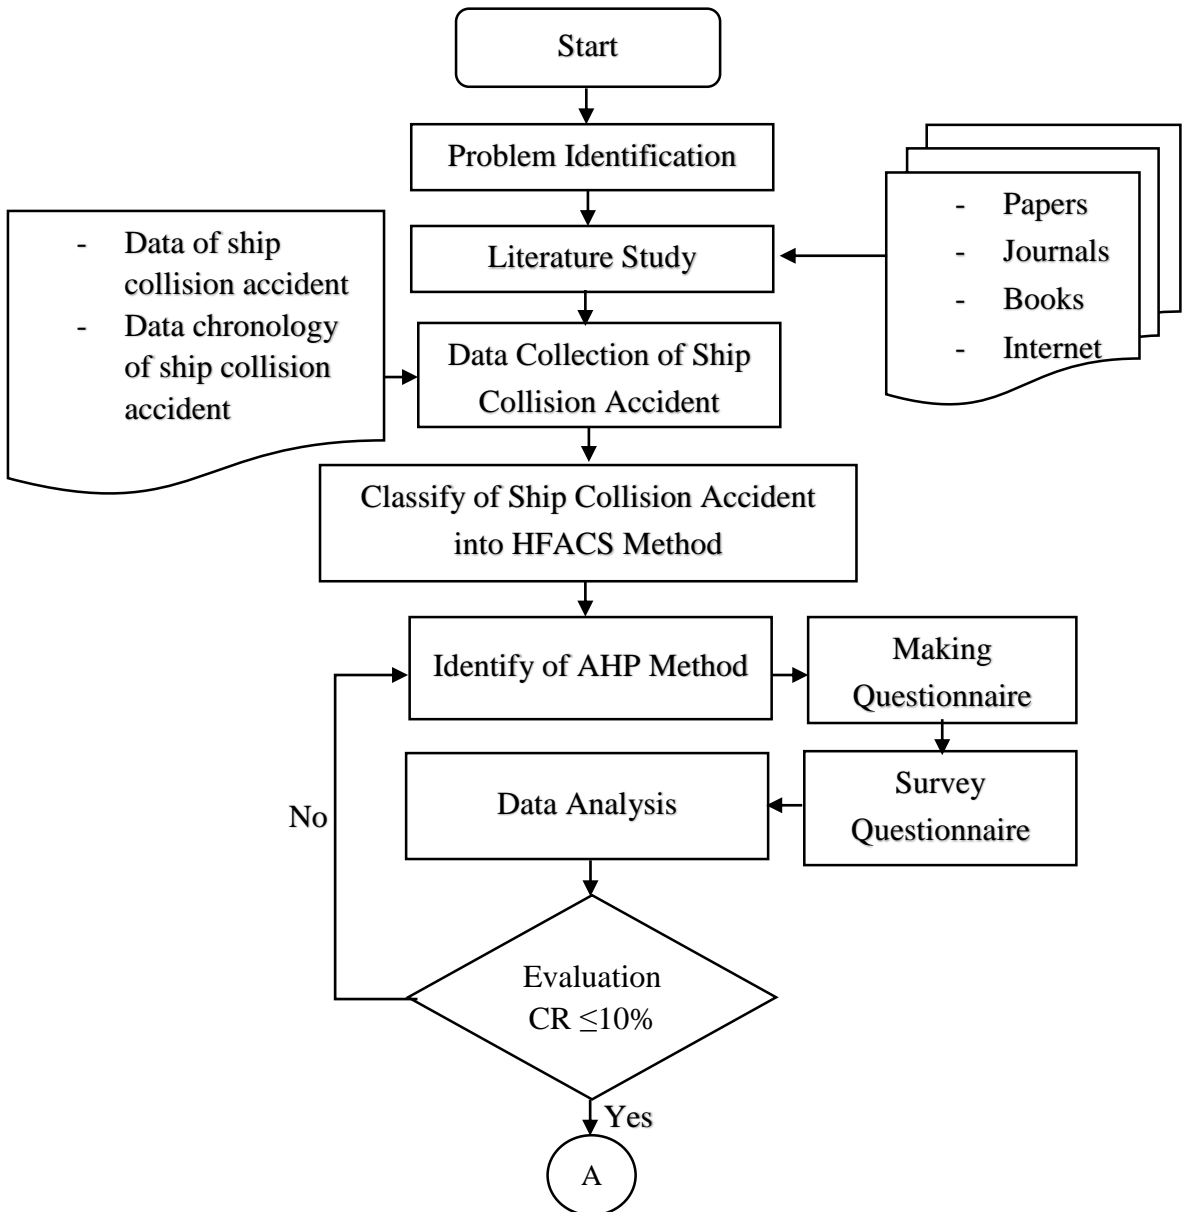 Start
Problem Identification
- Papers
- Journals
- Books
- Internet
Literature Study
- Data of ship
collision accident
- Data chronology
of ship collision
accident
Data Collection of Ship
Collision Accident
Classify of Ship Collision Accident
into HFACS Method
Identify of AHP Method
Making
Questionnaire
Survey
Questionnaire
Data Analysis
No
Evaluation
CR ≤10%
Yes
A